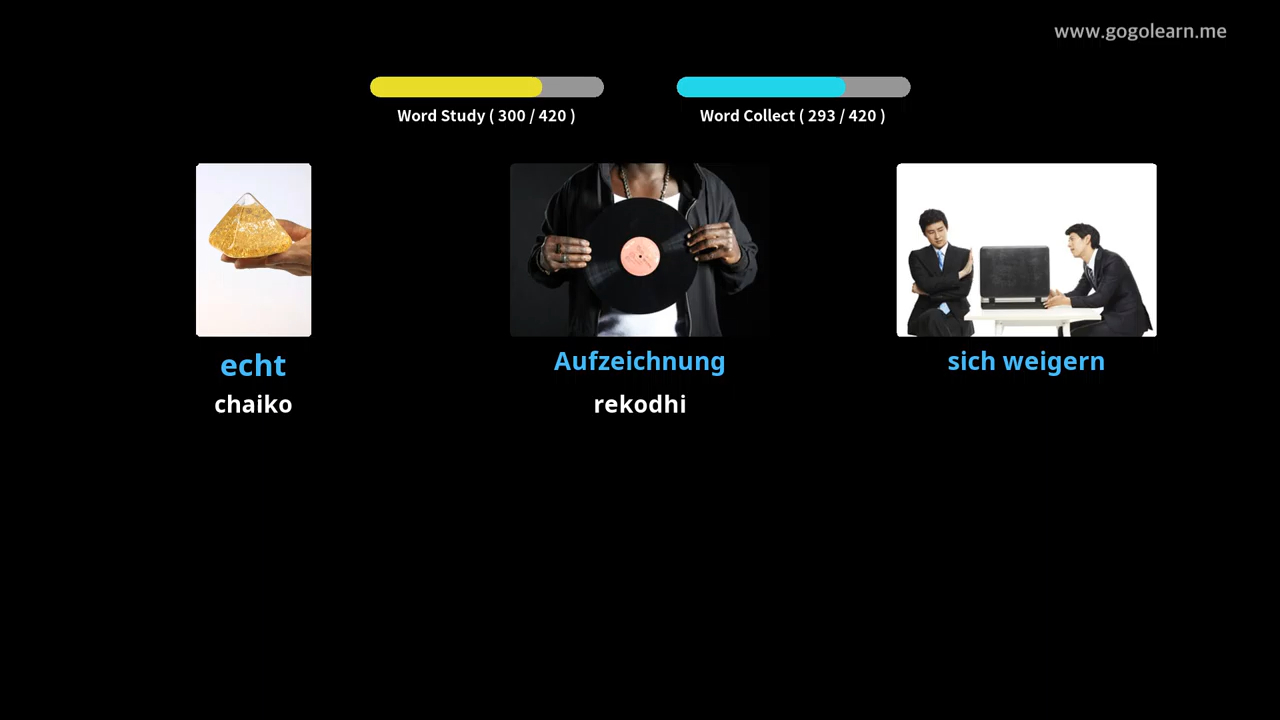 www.gogolearn.me
Word Study ( 300 / 420 )
Word Collect ( 293 / 420 )
echt
Aufzeichnung
sich weigern
chaiko
rekodhi